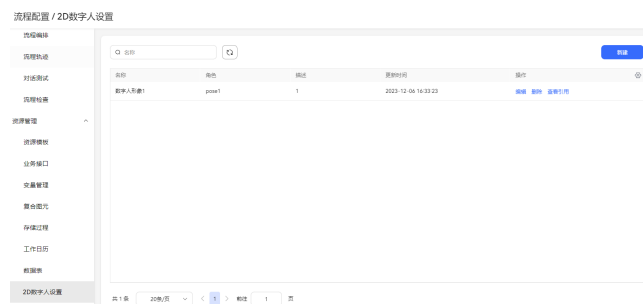 流程配置 / 2D数字人设置
流程编排
流程轨迹
对话测试
流程检查
资源管理
资源模板
业务接口
变量管理
复合图元
存储过程
工作日历
数据表
2D数字人设置
名称
新建
名称 角色 描述 更新时间 操作
数字人形象1 pose1 1 2023-12-06 16:33:23 编辑 删除 查看引用
共 1 条 20条/页 1 前往 1 页